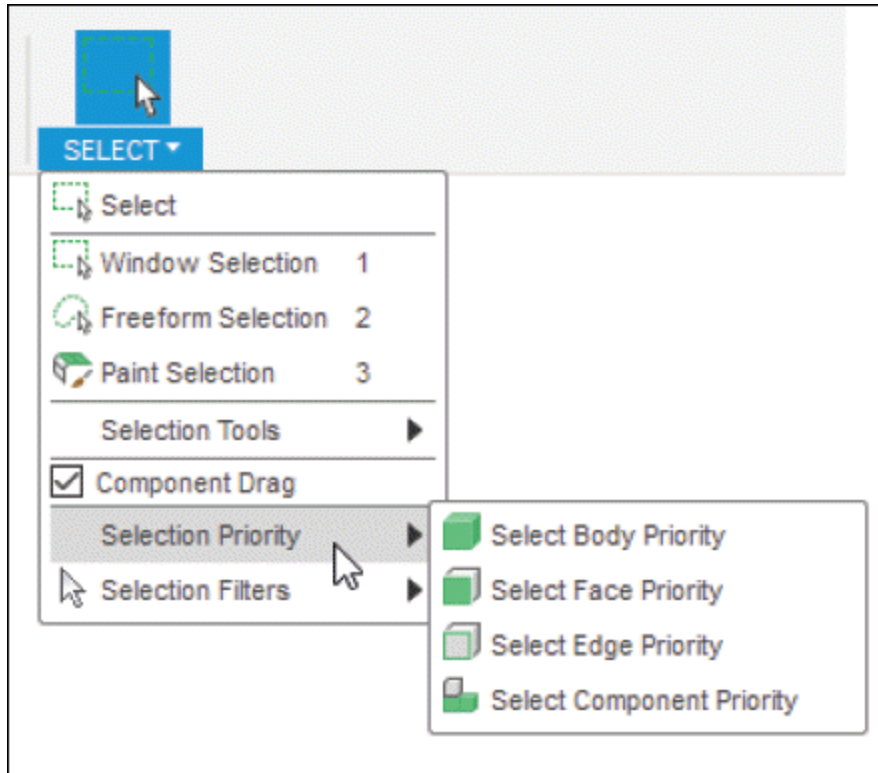 SELECT
Select
Window Selection 1
Freeform Selection 2
Paint Selection 3
Selection Tools
Component Drag
Selection Priority
Selection Filters
Select Body Priority
Select Face Priority
Select Edge Priority
Select Component Priority